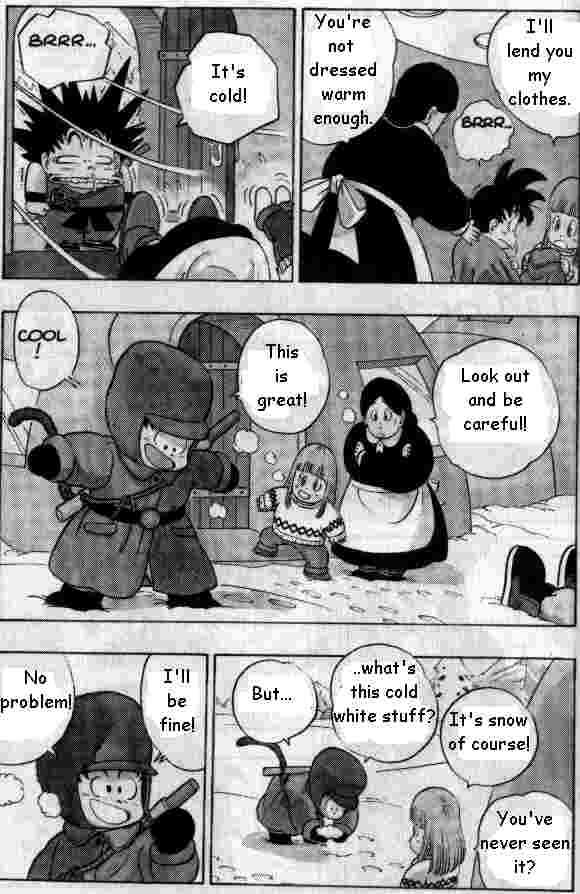 BRRR...
It's
cold!
You're
not
dressed
warm
enough.
I'll
lend you
my
clothes.
BRRR...
COOL
!
This
is
great!
Look out
and be
careful!
No
problem!
I'll
be
fine!
But...
..what's
this cold
white stuff?
It's snow
of course!
You've
never seen
it?